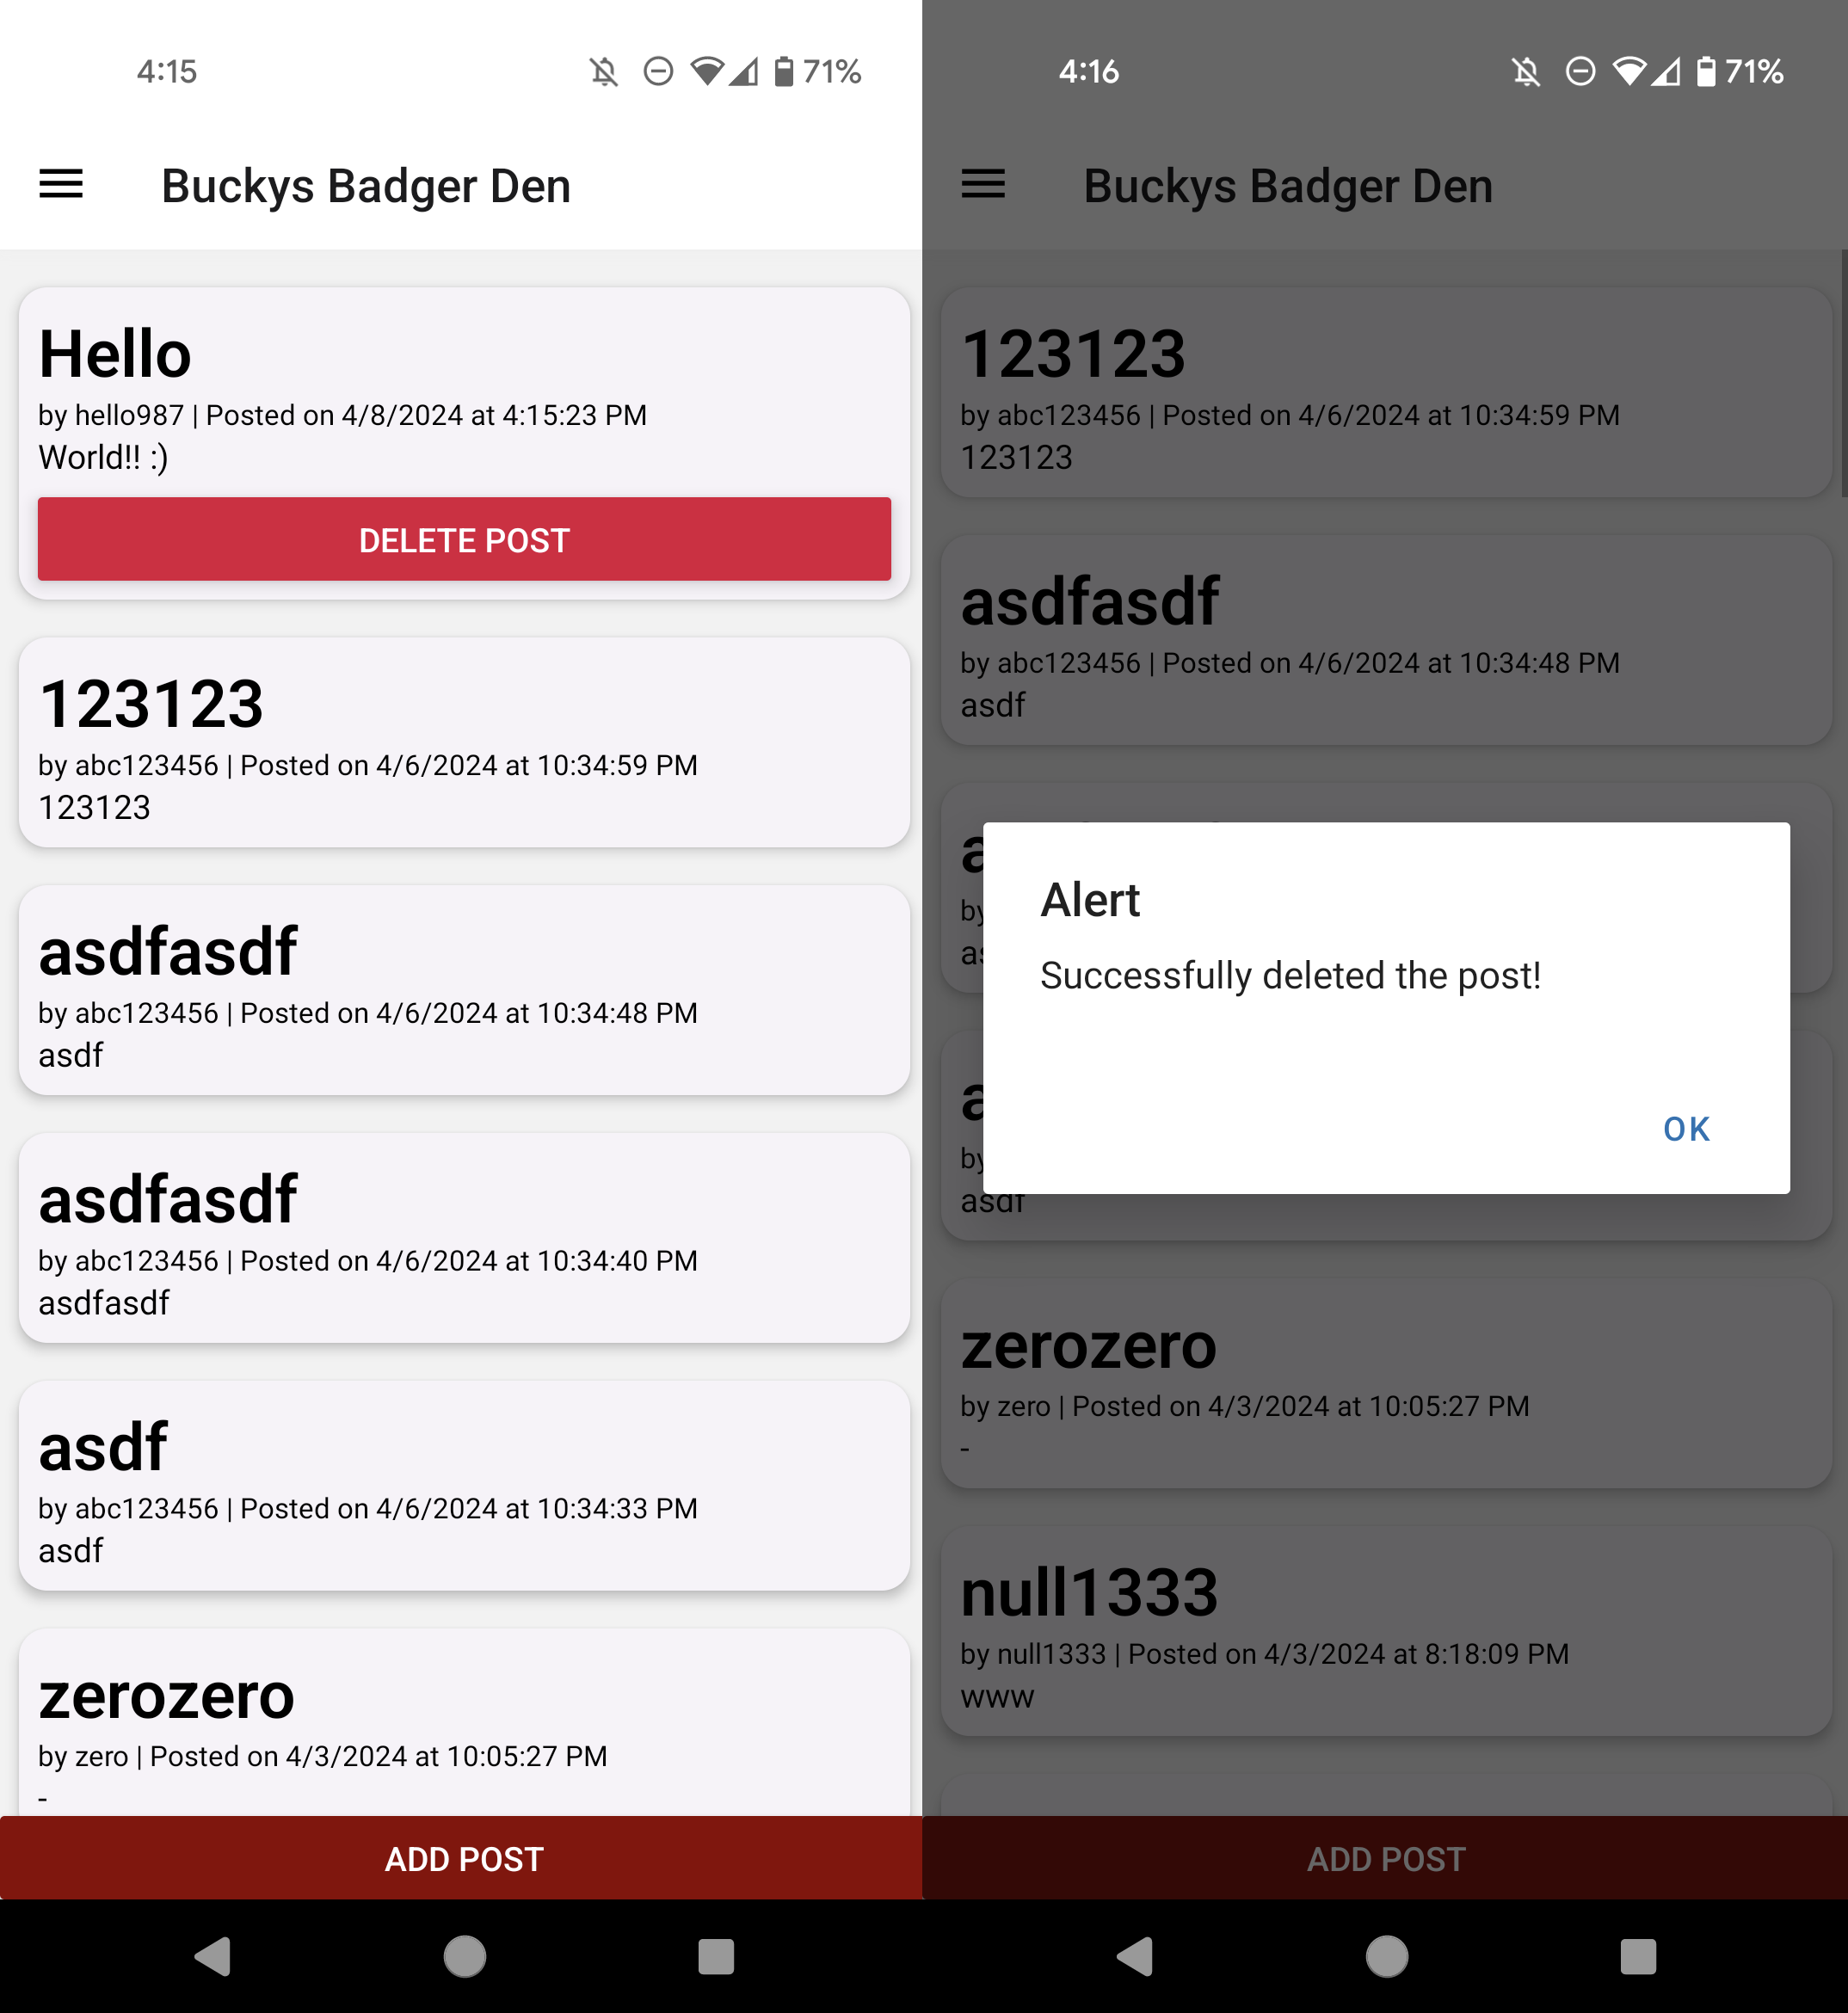 4:15
71%
Buckys Badger Den
Hello
by hello987 | Posted on 4/8/2024 at 4:15:23 PM
World!! :)
DELETE POST
123123
by abc123456 | Posted on 4/6/2024 at 10:34:59 PM
123123
asdfasdf
by abc123456 | Posted on 4/6/2024 at 10:34:48 PM
asdf
asdfasdf
by abc123456 | Posted on 4/6/2024 at 10:34:40 PM
asdfasdf
asdf
by abc123456 | Posted on 4/6/2024 at 10:34:33 PM
asdf
zerozero
by zero | Posted on 4/3/2024 at 10:05:27 PM
-
ADD POST
4:16
71%
Buckys Badger Den
123123
by abc123456 | Posted on 4/6/2024 at 10:34:59 PM
123123
asdfasdf
by abc123456 | Posted on 4/6/2024 at 10:34:48 PM
asdf
Alert
Successfully deleted the post!
OK
by
asdf
zerozero
by zero | Posted on 4/3/2024 at 10:05:27 PM
-
null1333
by null1333 | Posted on 4/3/2024 at 8:18:09 PM
www
ADD POST